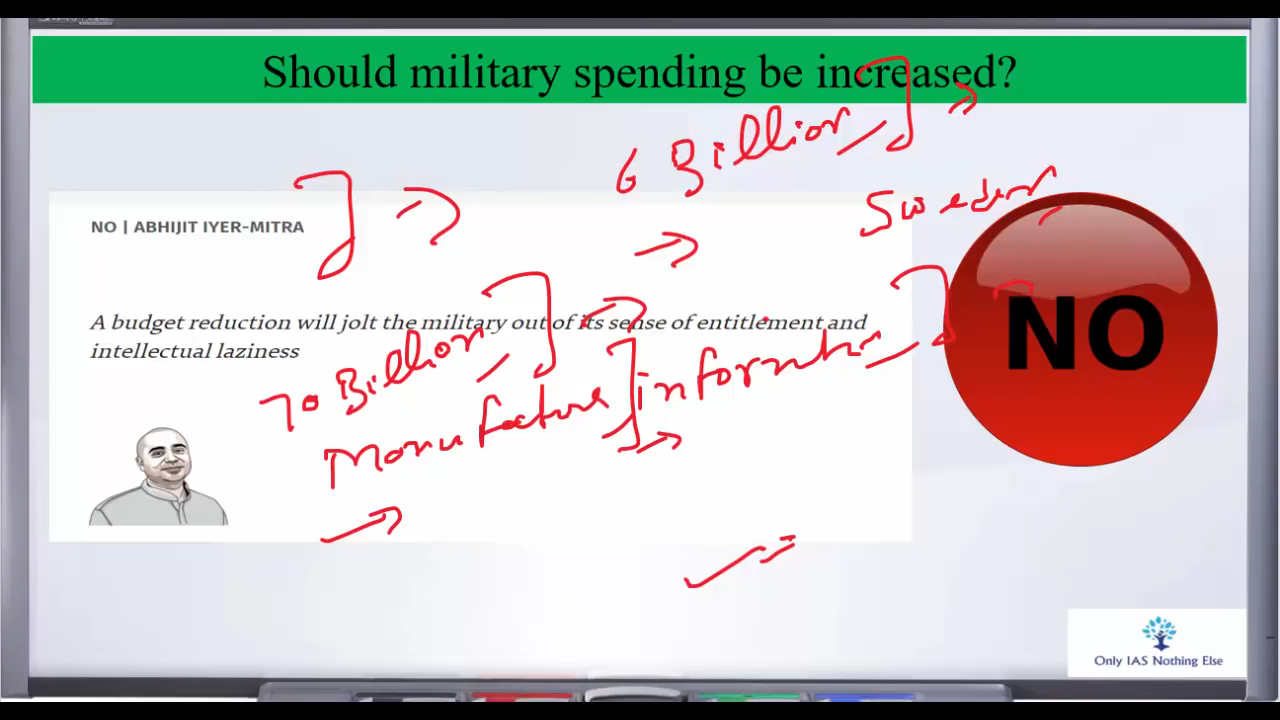 Should military spending be increased?
6 Billion
Sweden
NO | ABHIJIT IYER-MITRA
NO
A budget reduction will jolt the military out of its sense of entitlement and
intellectual laziness
70 Billion
Manufacture information
Only IAS Nothing Else